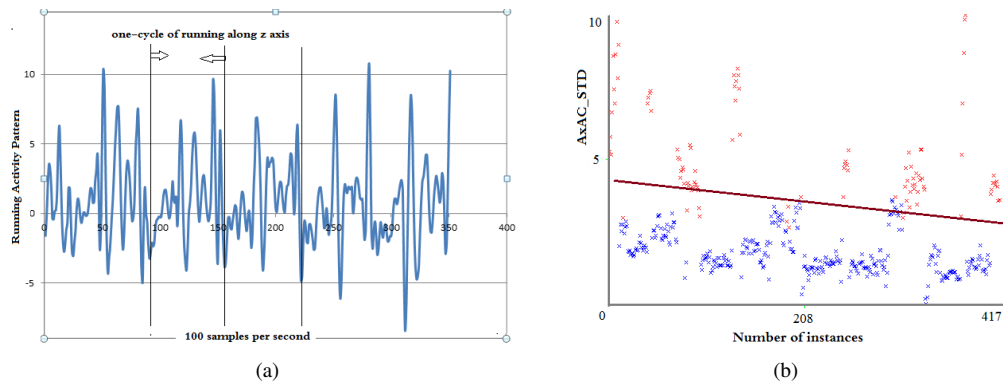 one-cycle of running along z axis
Running Activity Pattern
10
5
0
-5
0
50
100
150
200
250
300
350
400
100 samples per second
(a)
10
5
AxAC_STD
0
208
417
Number of instances
(b)